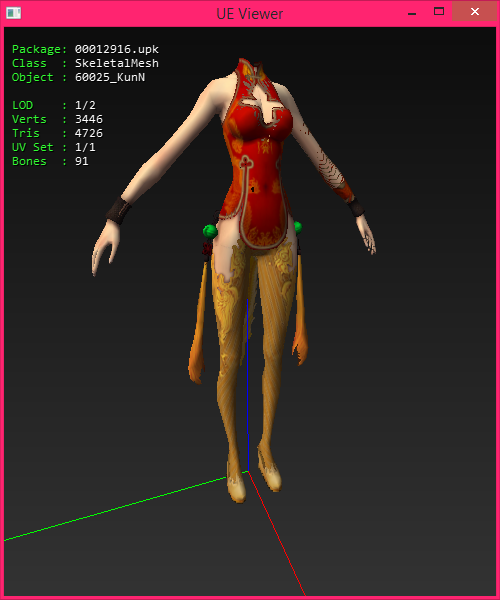 UE Viewer
Package: 00012916.upk
Class  : SkeletalMesh
Object : 60025_KunN
LOD    : 1/2
Verts  : 3446
Tris   : 4726
UV Set : 1/1
Bones  : 91